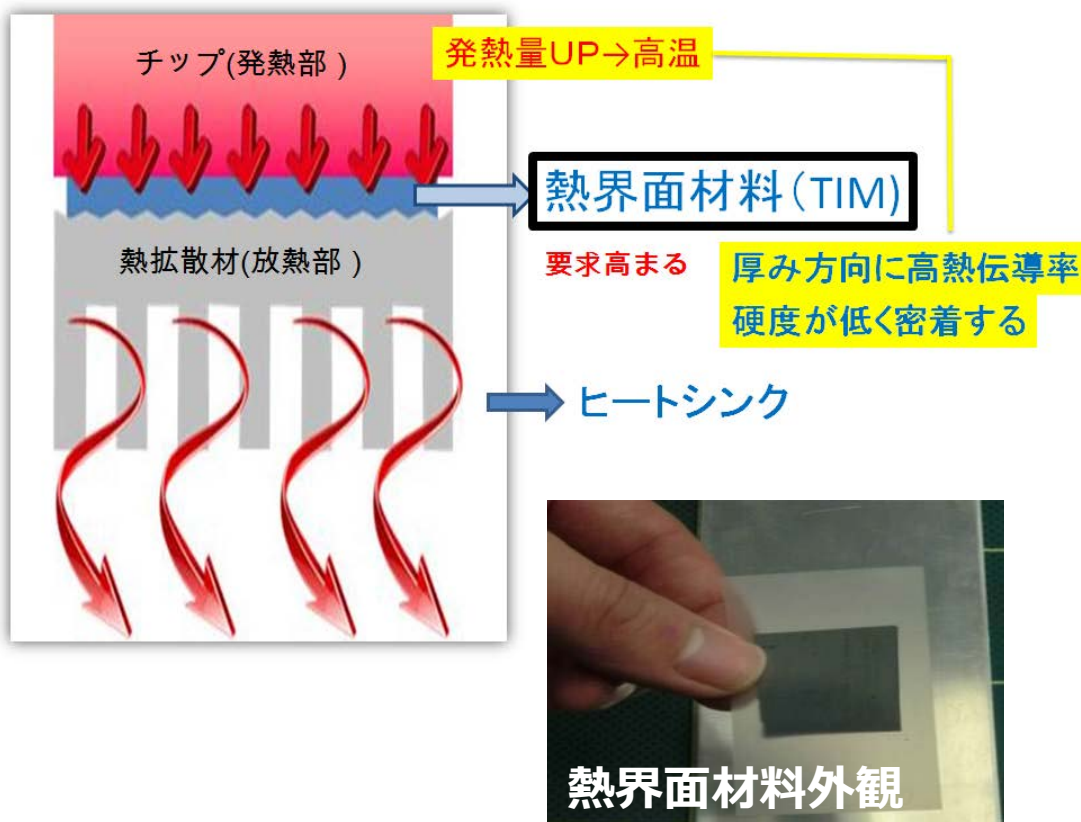 チップ(発熱部 )
発熱量UP→高温
熱界面材料(TIM)
熱拡散材(放熱部 )
要求高まる
厚み方向に高熱伝導率
硬度が低く密着する
ヒートシンク
熱界面材料外観